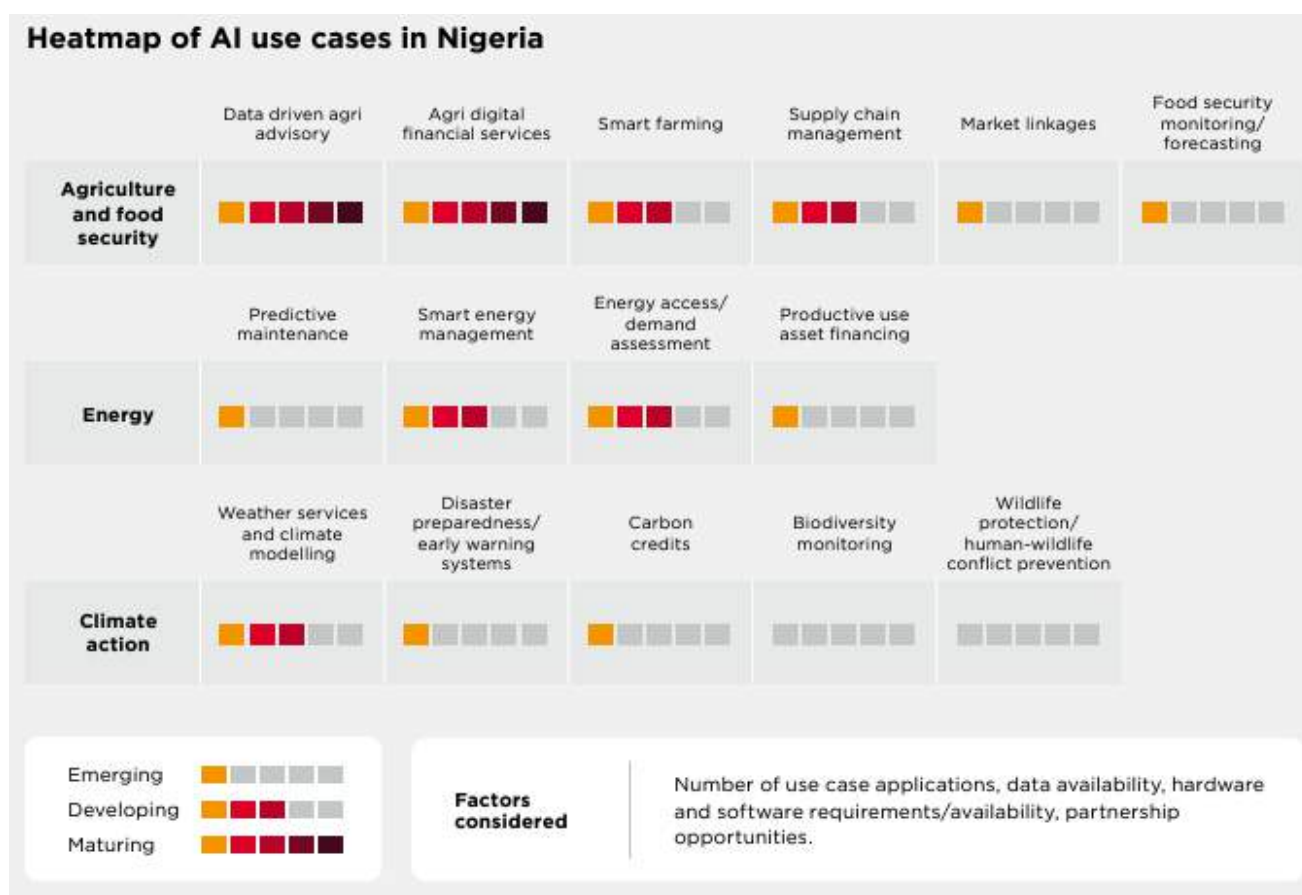 Heatmap of AI use cases in Nigeria
Data driven agri
advisory
Agri digital
financial services
Smart farming
Supply chain
management
Market linkages
Food security
monitoring/
forecasting
Agriculture
and food
security
Predictive
maintenance
Smart energy
management
Energy access/
demand
assessment
Productive use
asset financing
Energy
Weather services
and climate
modelling
Disaster
preparedness/
early warning
systems
Carbon
credits
Biodiversity
monitoring
Wildlife
protection/
human-wildlife
conflict prevention
Climate
action
Emerging
Developing
Maturing
Factors
considered
Number of use case applications, data availability, hardware
and software requirements/availability, partnership
opportunities.